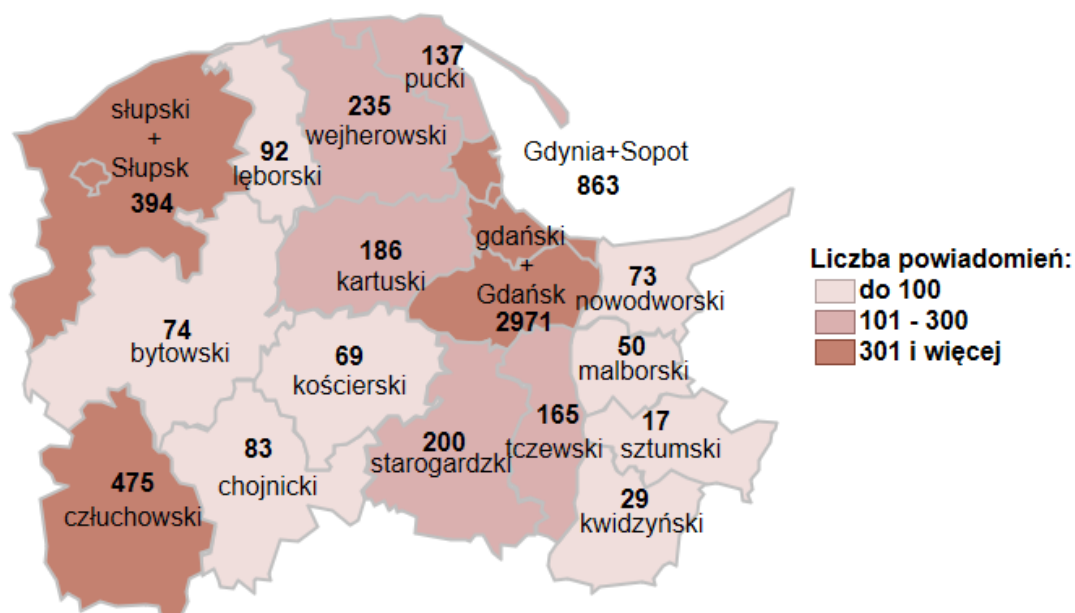 137
pucki
słupski
+
Słupsk
394
235
wejherowski
92
lęborski
Gdynia+Sopot
863
186
kartuski
gdański
+
Gdańsk
2971
73
nowodworski
74
bytowski
69
kościerski
50
malborski
475
człuchowski
83
chojnicki
200
starogardzki
165
tczewski
17
sztumski
29
kwidzyński
Liczba powiadomień:
do 100
101 - 300
301 i więcej